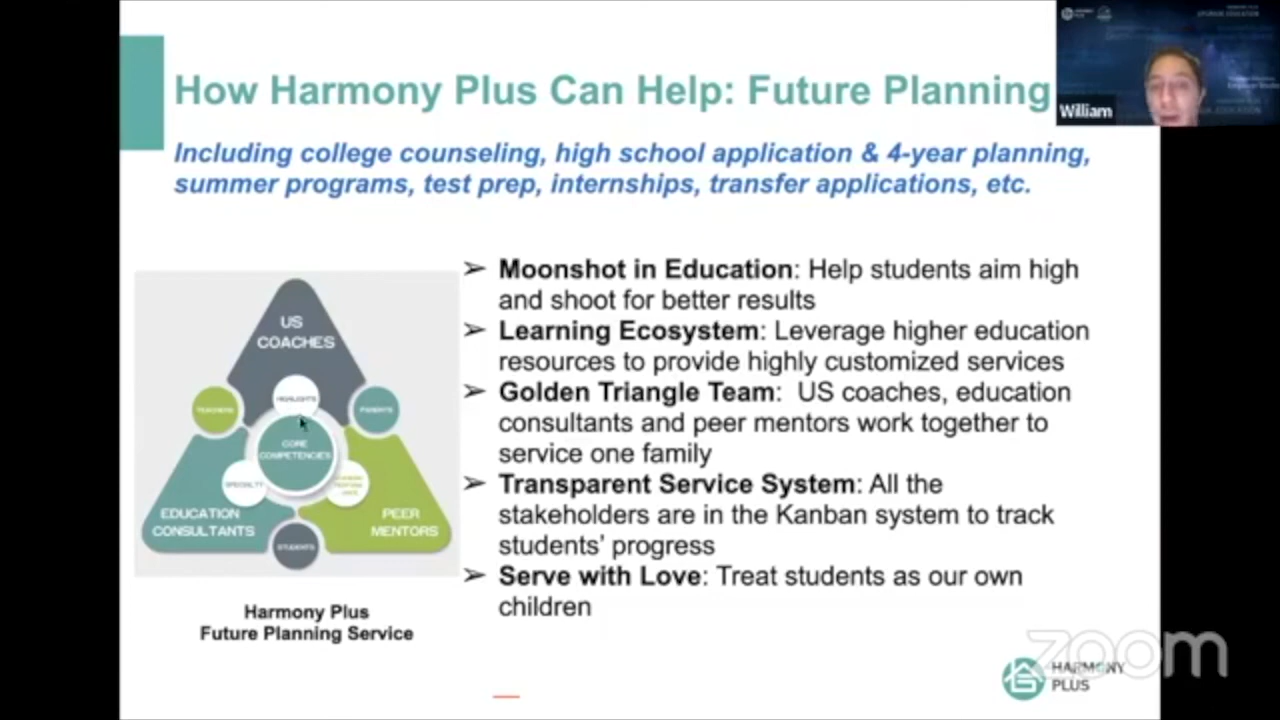 How Harmony Plus Can Help: Future Planning
William
Including college counseling, high school application & 4-year planning,
summer programs, test prep, internships, transfer applications, etc.
➢ Moonshot in Education: Help students aim high
and shoot for better results
➢ Learning Ecosystem: Leverage higher education
resources to provide highly customized services
➢ Golden Triangle Team: US coaches, education
consultants and peer mentors work together to
service one family
➢ Transparent Service System: All the
stakeholders are in the Kanban system to track
students' progress
➢ Serve with Love: Treat students as our own
children
US
COACHES
HIGHLIGHTS
TEACHERS
PARENTS
CORE
COMPETENCIES
SPECIALTY
EDUCATION
CONSULTANTS
PEER
MENTORS
STUDENTS
Harmony Plus
Future Planning Service
zoom
HARMONY
PLUS